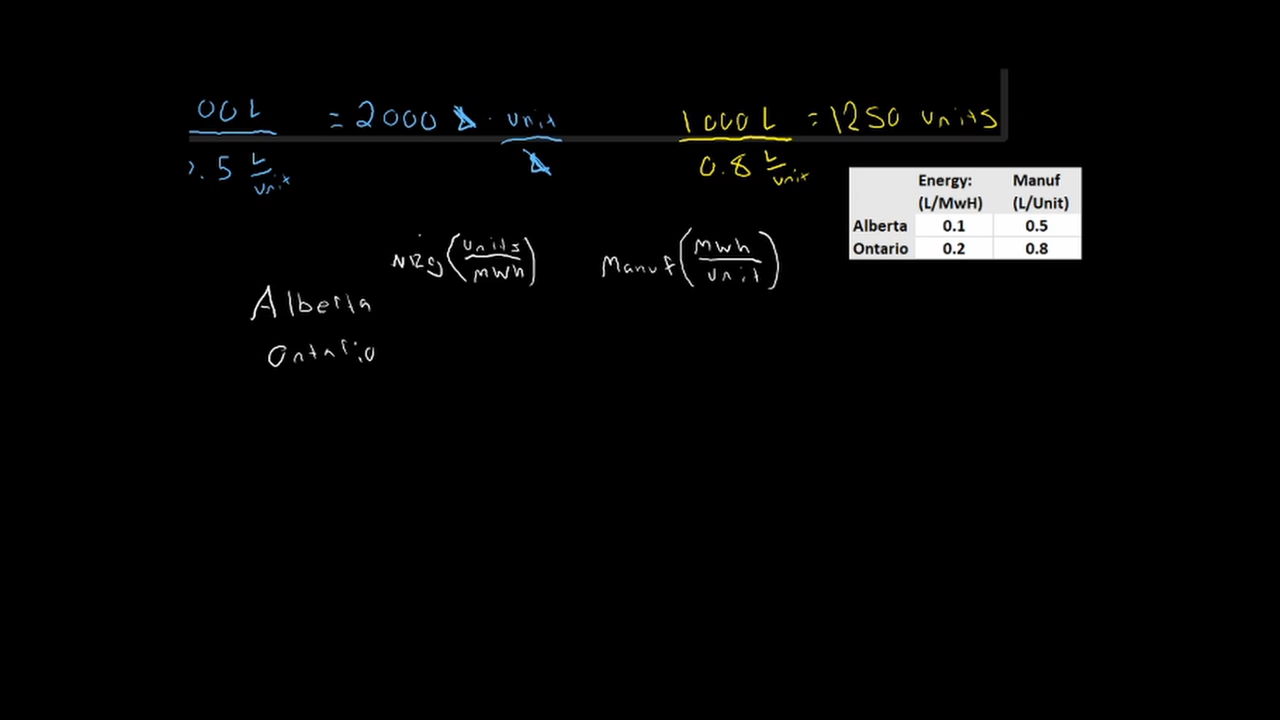 00 L = 2000 L · unit 1000 L = 1250 units
.5 L/unit L 0.8 L/unit
Energy: Manuf
(L/MwH) (L/Unit)
Alberta 0.1 0.5
Ontario 0.2 0.8
(units/MWh) Manuf (MWh/unit)
Alberta
Ontario